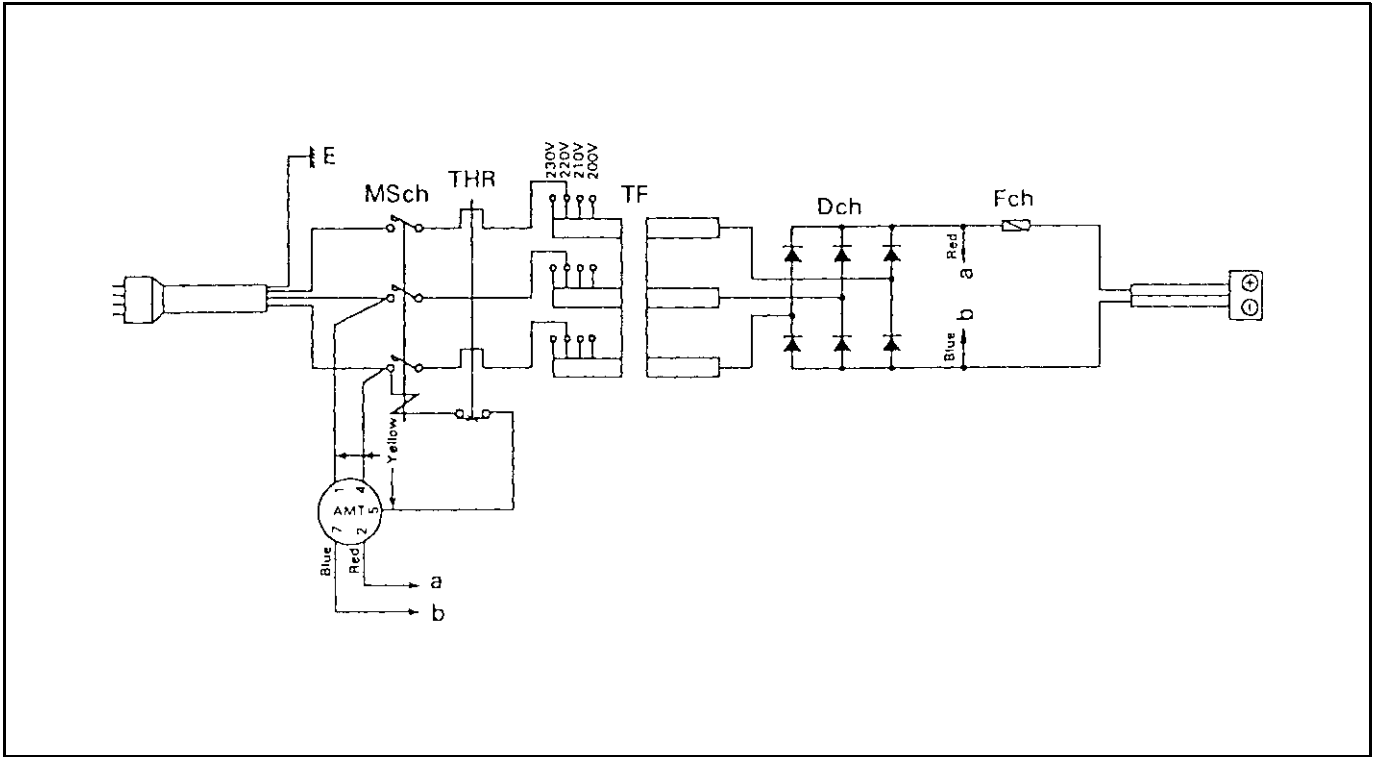 E
MSch
THR
230V
220V
210V
200V
TF
Dch
Fch
Red
a
b
Blue
⊕
⊖
Yellow
1
4
AMT
5
7
2
Blue
Red
a
b